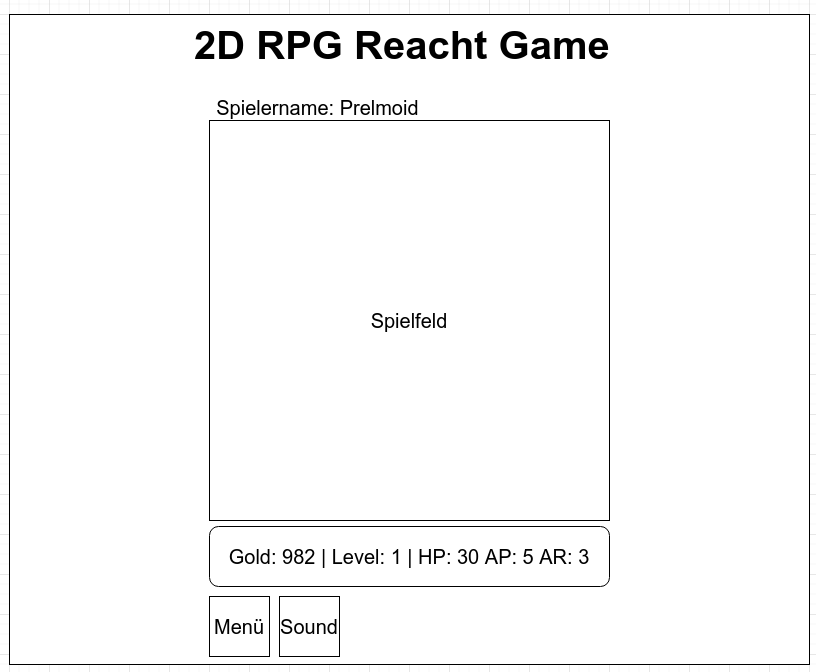 2D RPG Reacht Game
Spielername: Prelmoid
Spielfeld
Gold: 982 | Level: 1 | HP: 30 AP: 5 AR: 3
Menü Sound